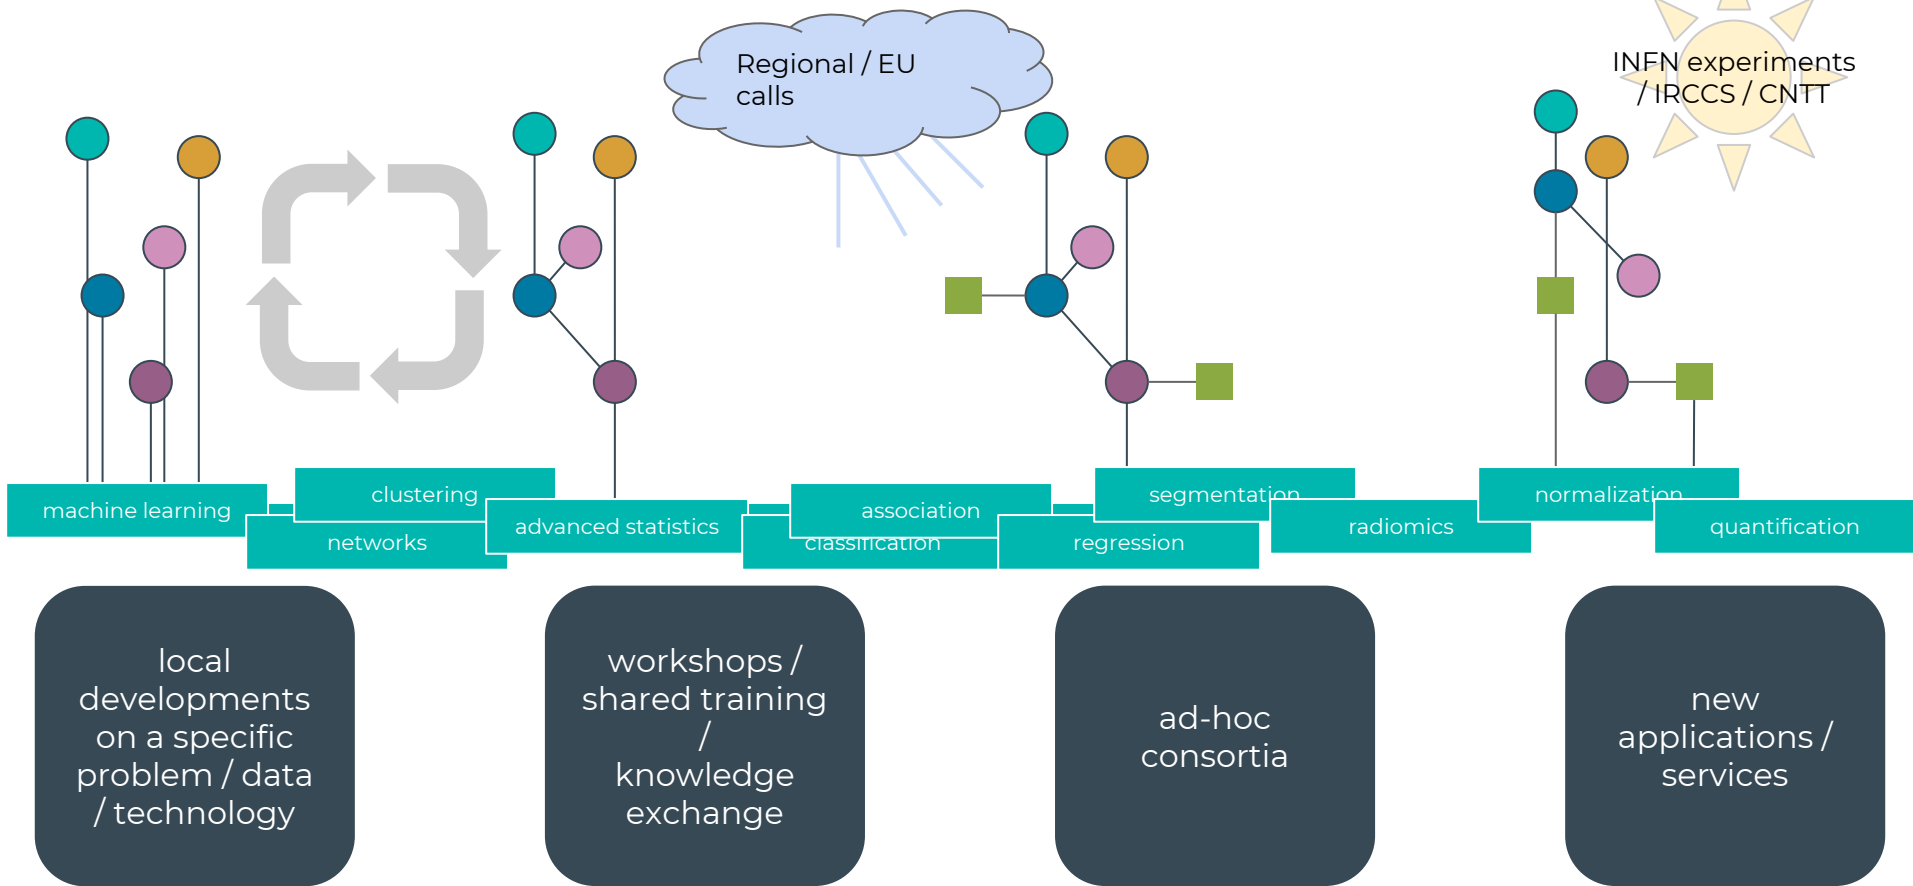 Regional / EU
calls
INFN experiments
/ IRCCS / CNTT
machine learning
networks
clustering
advanced statistics
classification
association
regression
segmentation
radiomics
normalization
quantification
local
developments
on a specific
problem / data
/ technology
workshops /
shared training
/
knowledge
exchange
ad-hoc
consortia
new
applications /
services